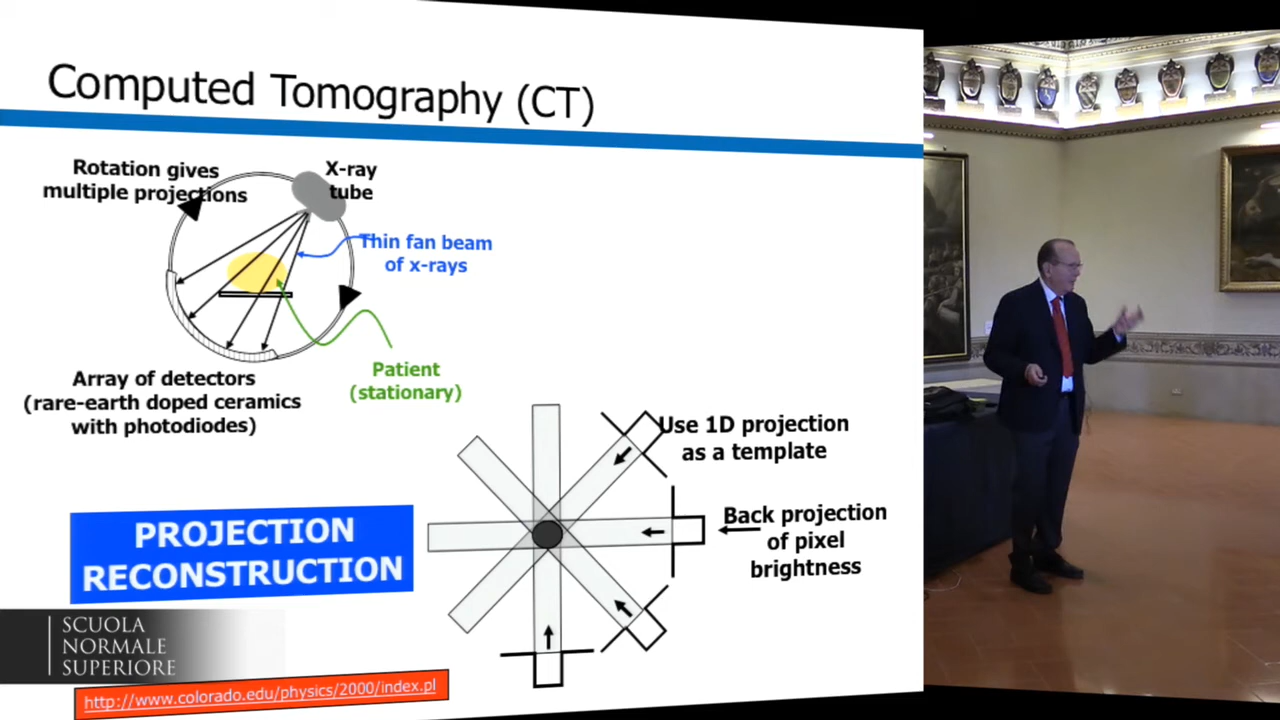 Computed Tomography (CT)
Rotation gives
multiple projections
X-ray
tube
Thin fan beam
of x-rays
Patient
(stationary)
Array of detectors
(rare-earth doped ceramics
with photodiodes)
Use 1D projection
as a template
Back projection
of pixel
brightness
PROJECTION
RECONSTRUCTION
SCUOLA
NORMALE
SUPERIORE
http://www.colorado.edu/physics/2000/index.pl